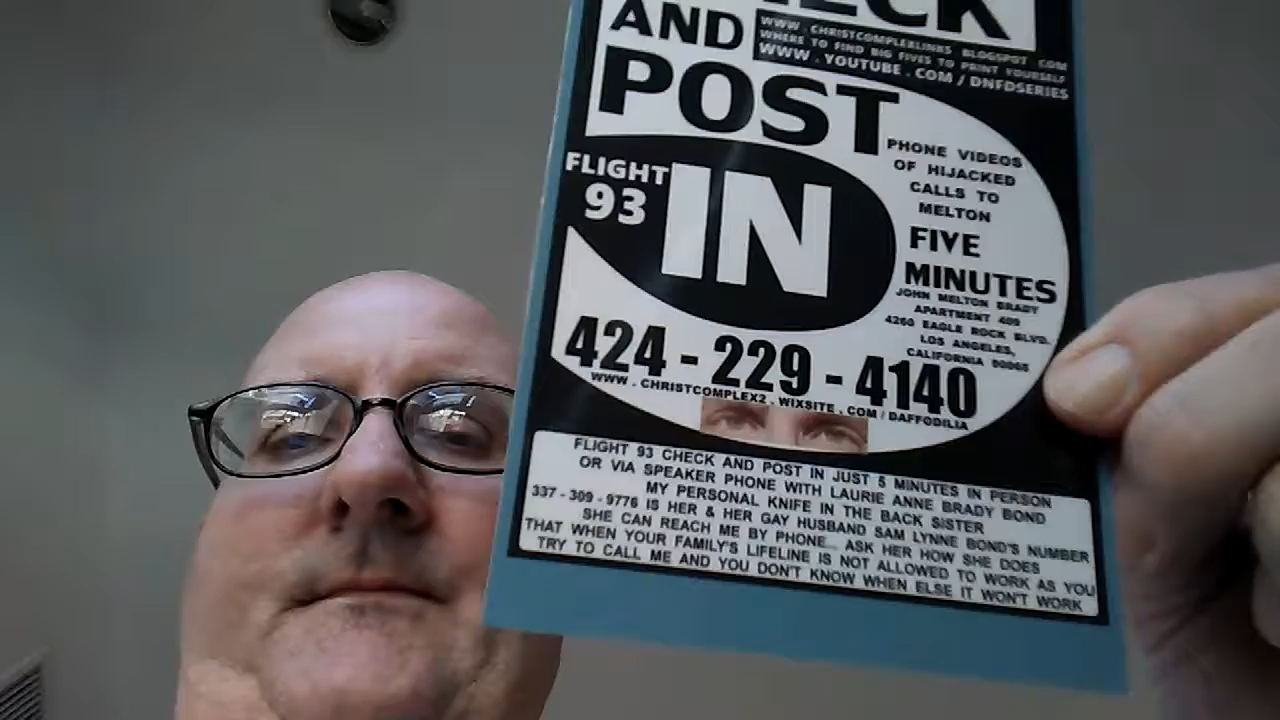 ECK
AND
WWW . CHRISTCOMPLEXLINKS BLOGSPOT COM
WHERE TO FIND BIG FIVES TO PRINT YOURSELF
WWW . YOUTUBE . COM / DNFDSERIES
POST
FLIGHT
93
IN
PHONE VIDEOS
OF HIJACKED
CALLS TO
MELTON
FIVE
MINUTES
JOHN MELTON BRADY
APARTMENT 409
4260 EAGLE ROCK BLVD.
LOS ANGELES,
CALIFORNIA 90065
424 - 229 - 4140
WWW . CHRISTCOMPLEX2 . WIXSITE . COM / DAFFODILIA
FLIGHT 93 CHECK AND POST IN JUST 5 MINUTES IN PERSON
OR VIA SPEAKER PHONE WITH LAURIE ANNE BRADY BOND
MY PERSONAL KNIFE IN THE BACK SISTER
337 - 309 - 9776 IS HER & HER GAY HUSBAND SAM LYNNE BOND'S NUMBER
SHE CAN REACH ME BY PHONE... ASK HER HOW SHE DOES
THAT WHEN YOUR FAMILY'S LIFELINE IS NOT ALLOWED TO WORK AS YOU
TRY TO CALL ME AND YOU DON'T KNOW WHEN ELSE IT WON'T WORK